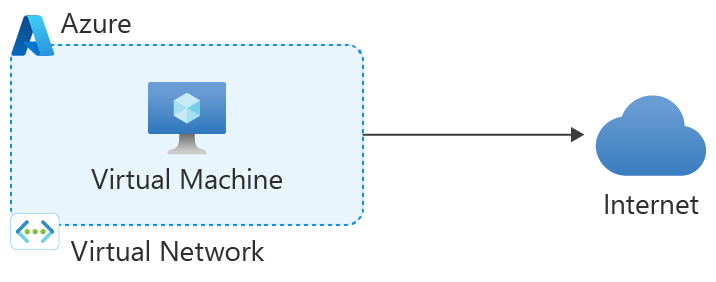 Azure
Virtual Machine
Internet
Virtual Network